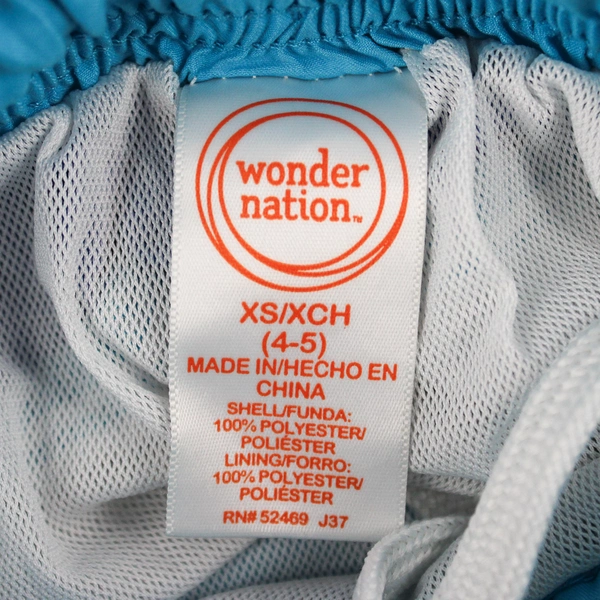 wonder
nation™
XS/XCH
(4-5)
MADE IN/HECHO EN
CHINA
SHELL/FUNDA:
100% POLYESTER/
POLIÉSTER
LINING/FORRO:
100% POLYESTER/
POLIÉSTER
RN# 52469 J37